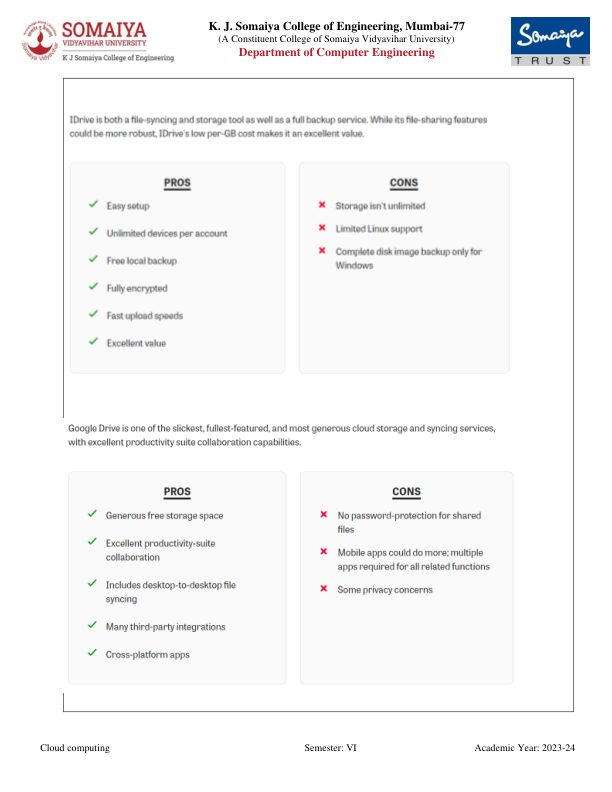 SOMAIYA
VIDYAVIHAR UNIVERSITY
K J Somaiya College of Engineering
K. J. Somaiya College of Engineering, Mumbai-77
(A Constituent College of Somaiya Vidyavihar University)
Department of Computer Engineering
Somaiya
TRUST
IDrive is both a file-syncing and storage tool as well as a full backup service. While its file-sharing features
could be more robust, IDrive's low per-GB cost makes it an excellent value.
PROS
Easy setup
Unlimited devices per account
Free local backup
Fully encrypted
Fast upload speeds
Excellent value
CONS
Storage isn't unlimited
Limited Linux support
Complete disk image backup only for
Windows
Google Drive is one of the slickest, fullest-featured, and most generous cloud storage and syncing services,
with excellent productivity suite collaboration capabilities.
PROS
Generous free storage space
Excellent productivity-suite
collaboration
Includes desktop-to-desktop file
syncing
Many third-party integrations
Cross-platform apps
CONS
No password-protection for shared
files
Mobile apps could do more; multiple
apps required for all related functions
Some privacy concerns
Cloud computing
Semester: VI
Academic Year: 2023-24